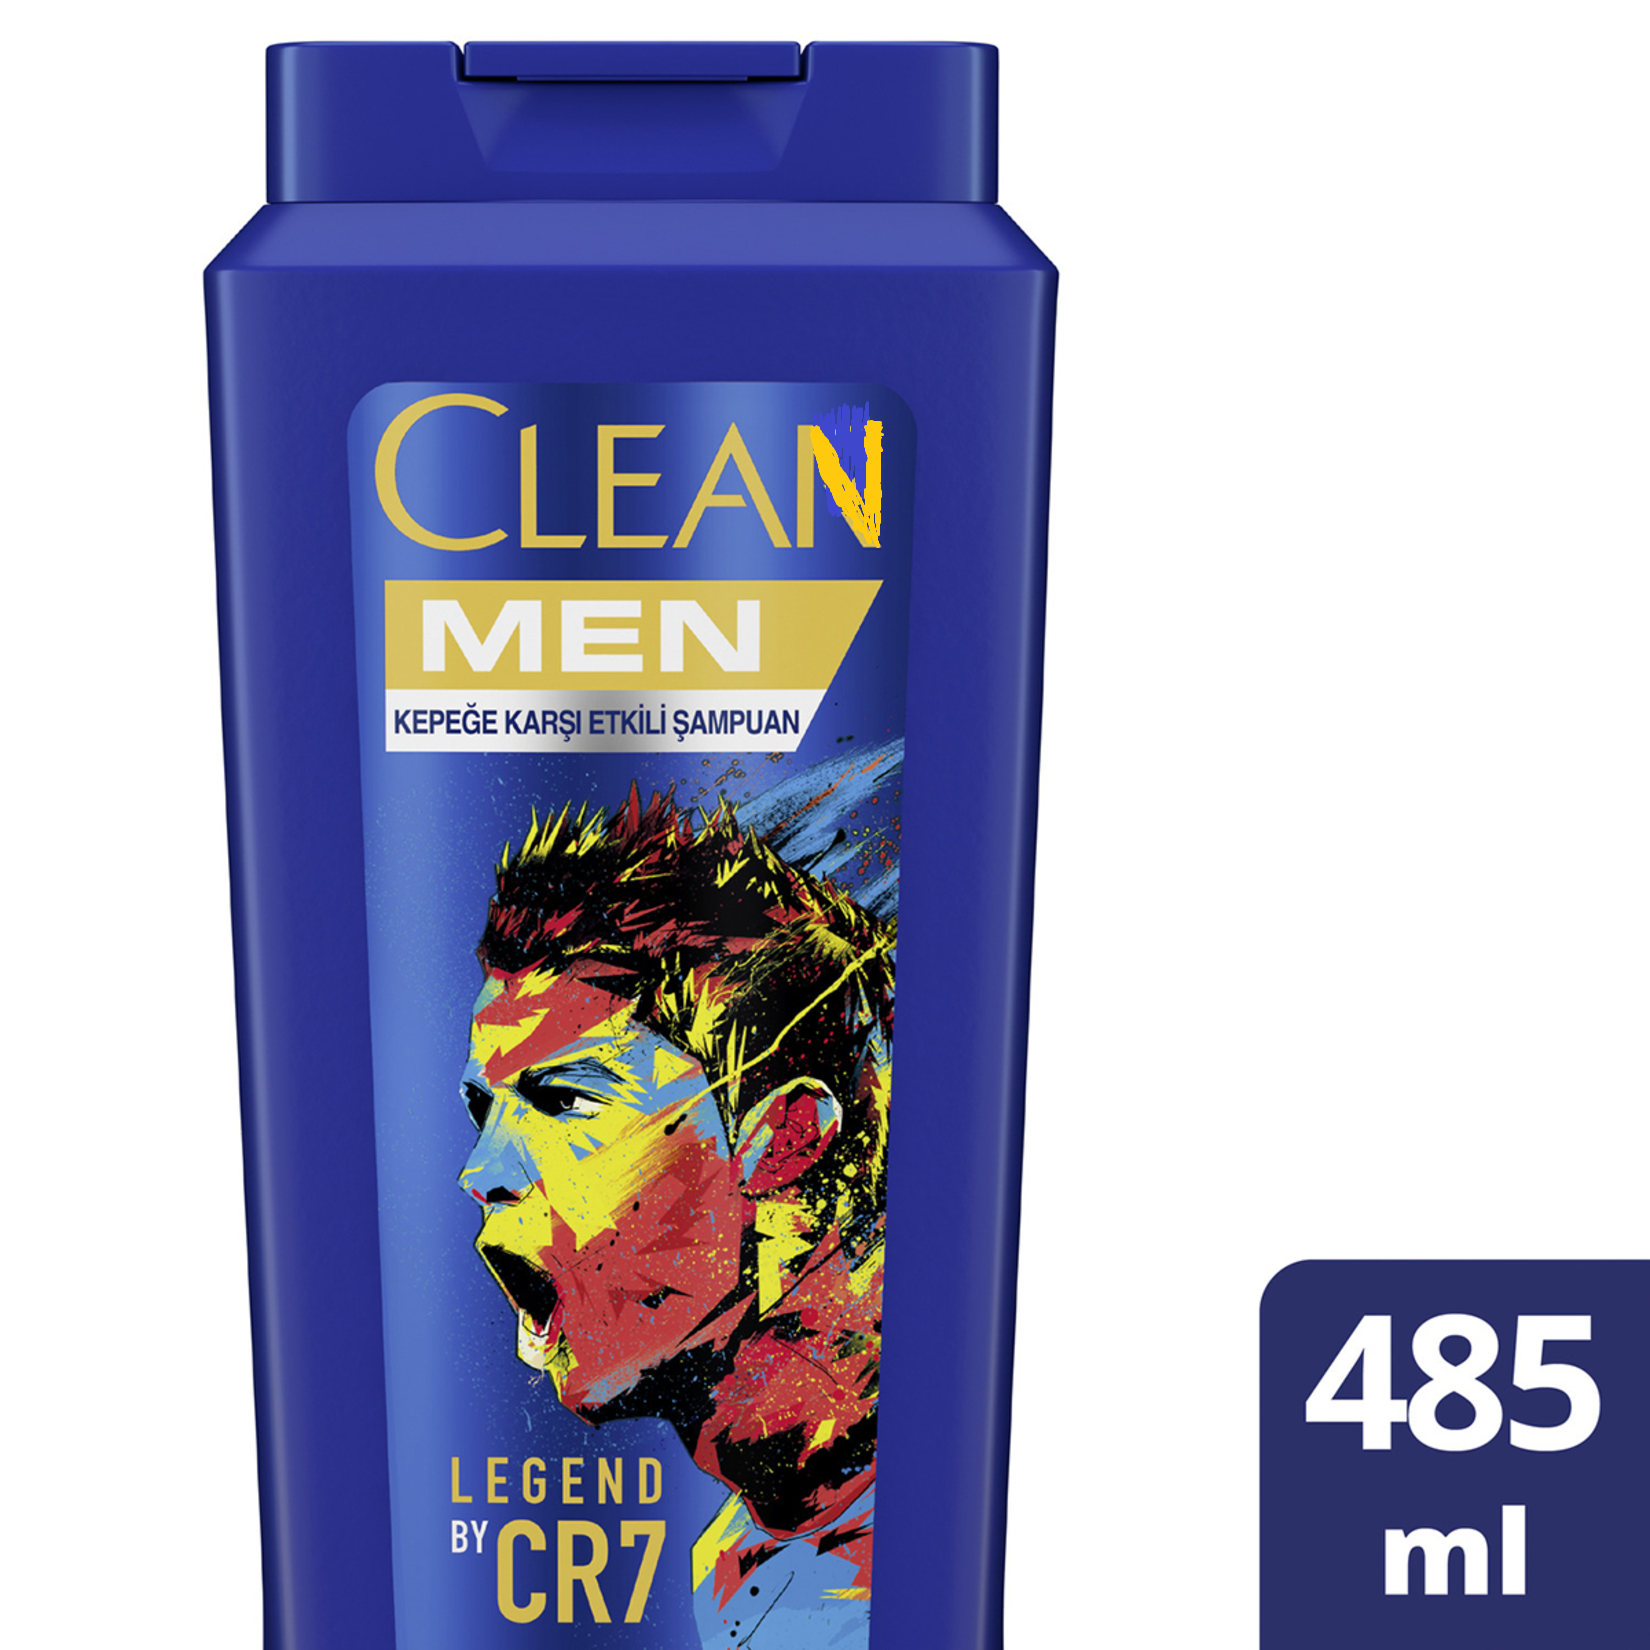 CLEAN
MEN
KEPEĞE KARŞI ETKİLİ ŞAMPUAN
LEGEND
BY CR7
485
ml